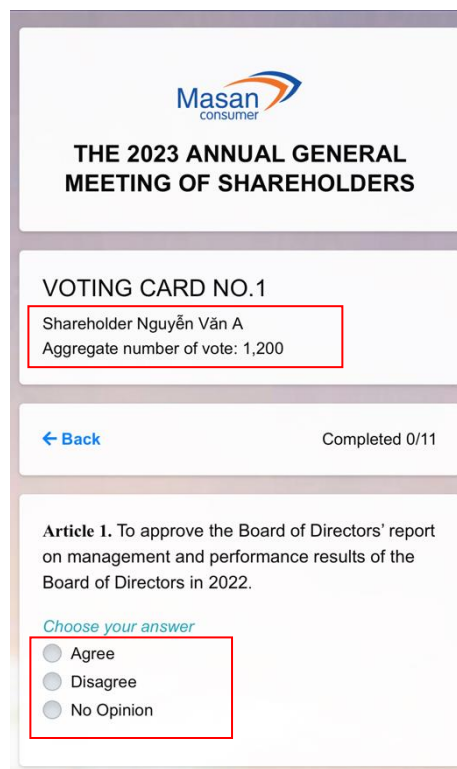 Masan
consumer
THE 2023 ANNUAL GENERAL
MEETING OF SHAREHOLDERS
VOTING CARD NO.1
Shareholder Nguyễn Văn A
Aggregate number of vote: 1,200
← Back Completed 0/11
Article 1. To approve the Board of Directors' report
on management and performance results of the
Board of Directors in 2022.
Choose your answer
Agree
Disagree
No Opinion